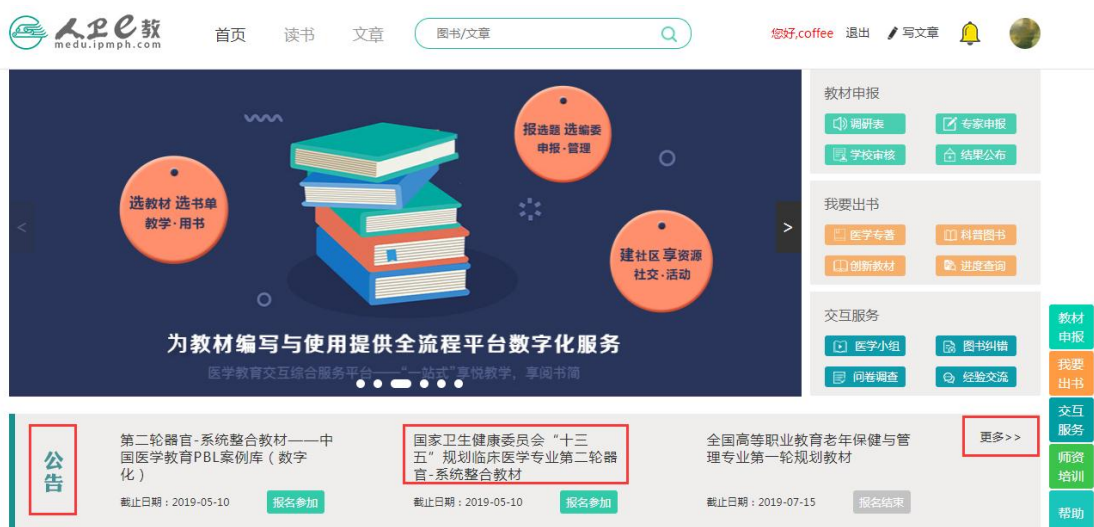 人卫e教
medu.ipmph.com
首页 读书 文章 图书/文章 您好,coffee 退出 写文章
选教材 选书单
教学·用书
报选题 选编委
申报·管理
建社区 享资源
社交·活动
< >
为教材编写与使用提供全流程平台数字化服务
医学教育交互综合服务平台——“一站式”享悦教学，享阅书简
教材申报
调研表 专家申报
学校审核 结果公布
我要出书
医学专著 科普图书
创新教材 进度查询
交互服务
医学小组 图书纠错
问卷调查 经验交流
教材
申报
我要
出书
交互
服务
师资
培训
帮助
公
告
第二轮器官-系统整合教材——中
国医学教育PBL案例库（数字
化）
截止日期：2019-05-10 报名参加
国家卫生健康委员会“十三
五”规划临床医学专业第二轮器
官-系统整合教材
截止日期：2019-05-10 报名参加
全国高等职业教育老年保健与管
理专业第一轮规划教材
截止日期：2019-07-15 报名结束
更多>>